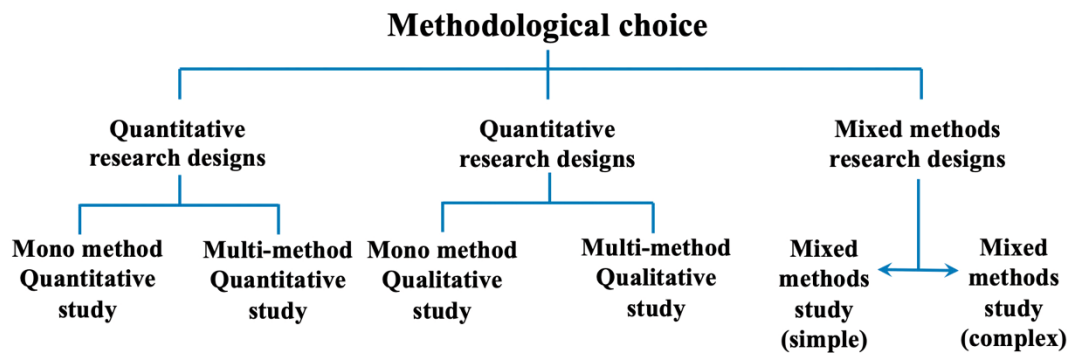 Methodological choice
Quantitative
research designs
Quantitative
research designs
Mixed methods
research designs
Mono method
Quantitative
study
Multi-method
Quantitative
study
Mono method
Qualitative
study
Multi-method
Qualitative
study
Mixed
methods
study
(simple)
Mixed
methods
study
(complex)